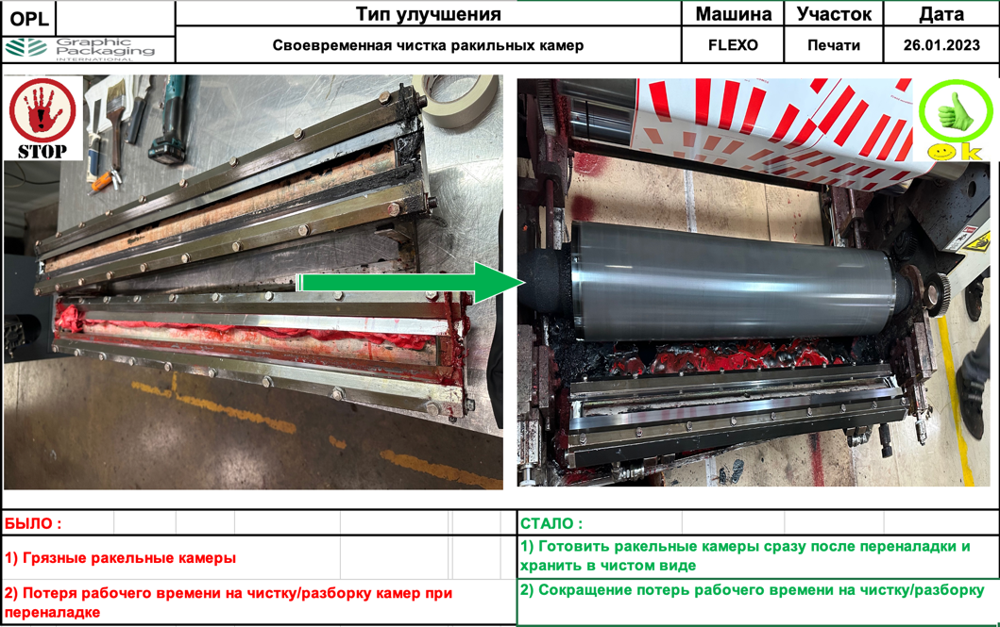 OPL
Тип улучшения
Машина
Участок
Дата
Graphic
Packaging
INTERNATIONAL
Своевременная чистка ракильных камер
FLEXO
Печати
26.01.2023
STOP
Ok
БЫЛО :
СТАЛО :
1) Грязные ракельные камеры
1) Готовить ракельные камеры сразу после переналадки и
хранить в чистом виде
2) Потеря рабочего времени на чистку/разборку камер при
переналадке
2) Сокращение потерь рабочего времени на чистку/разборку